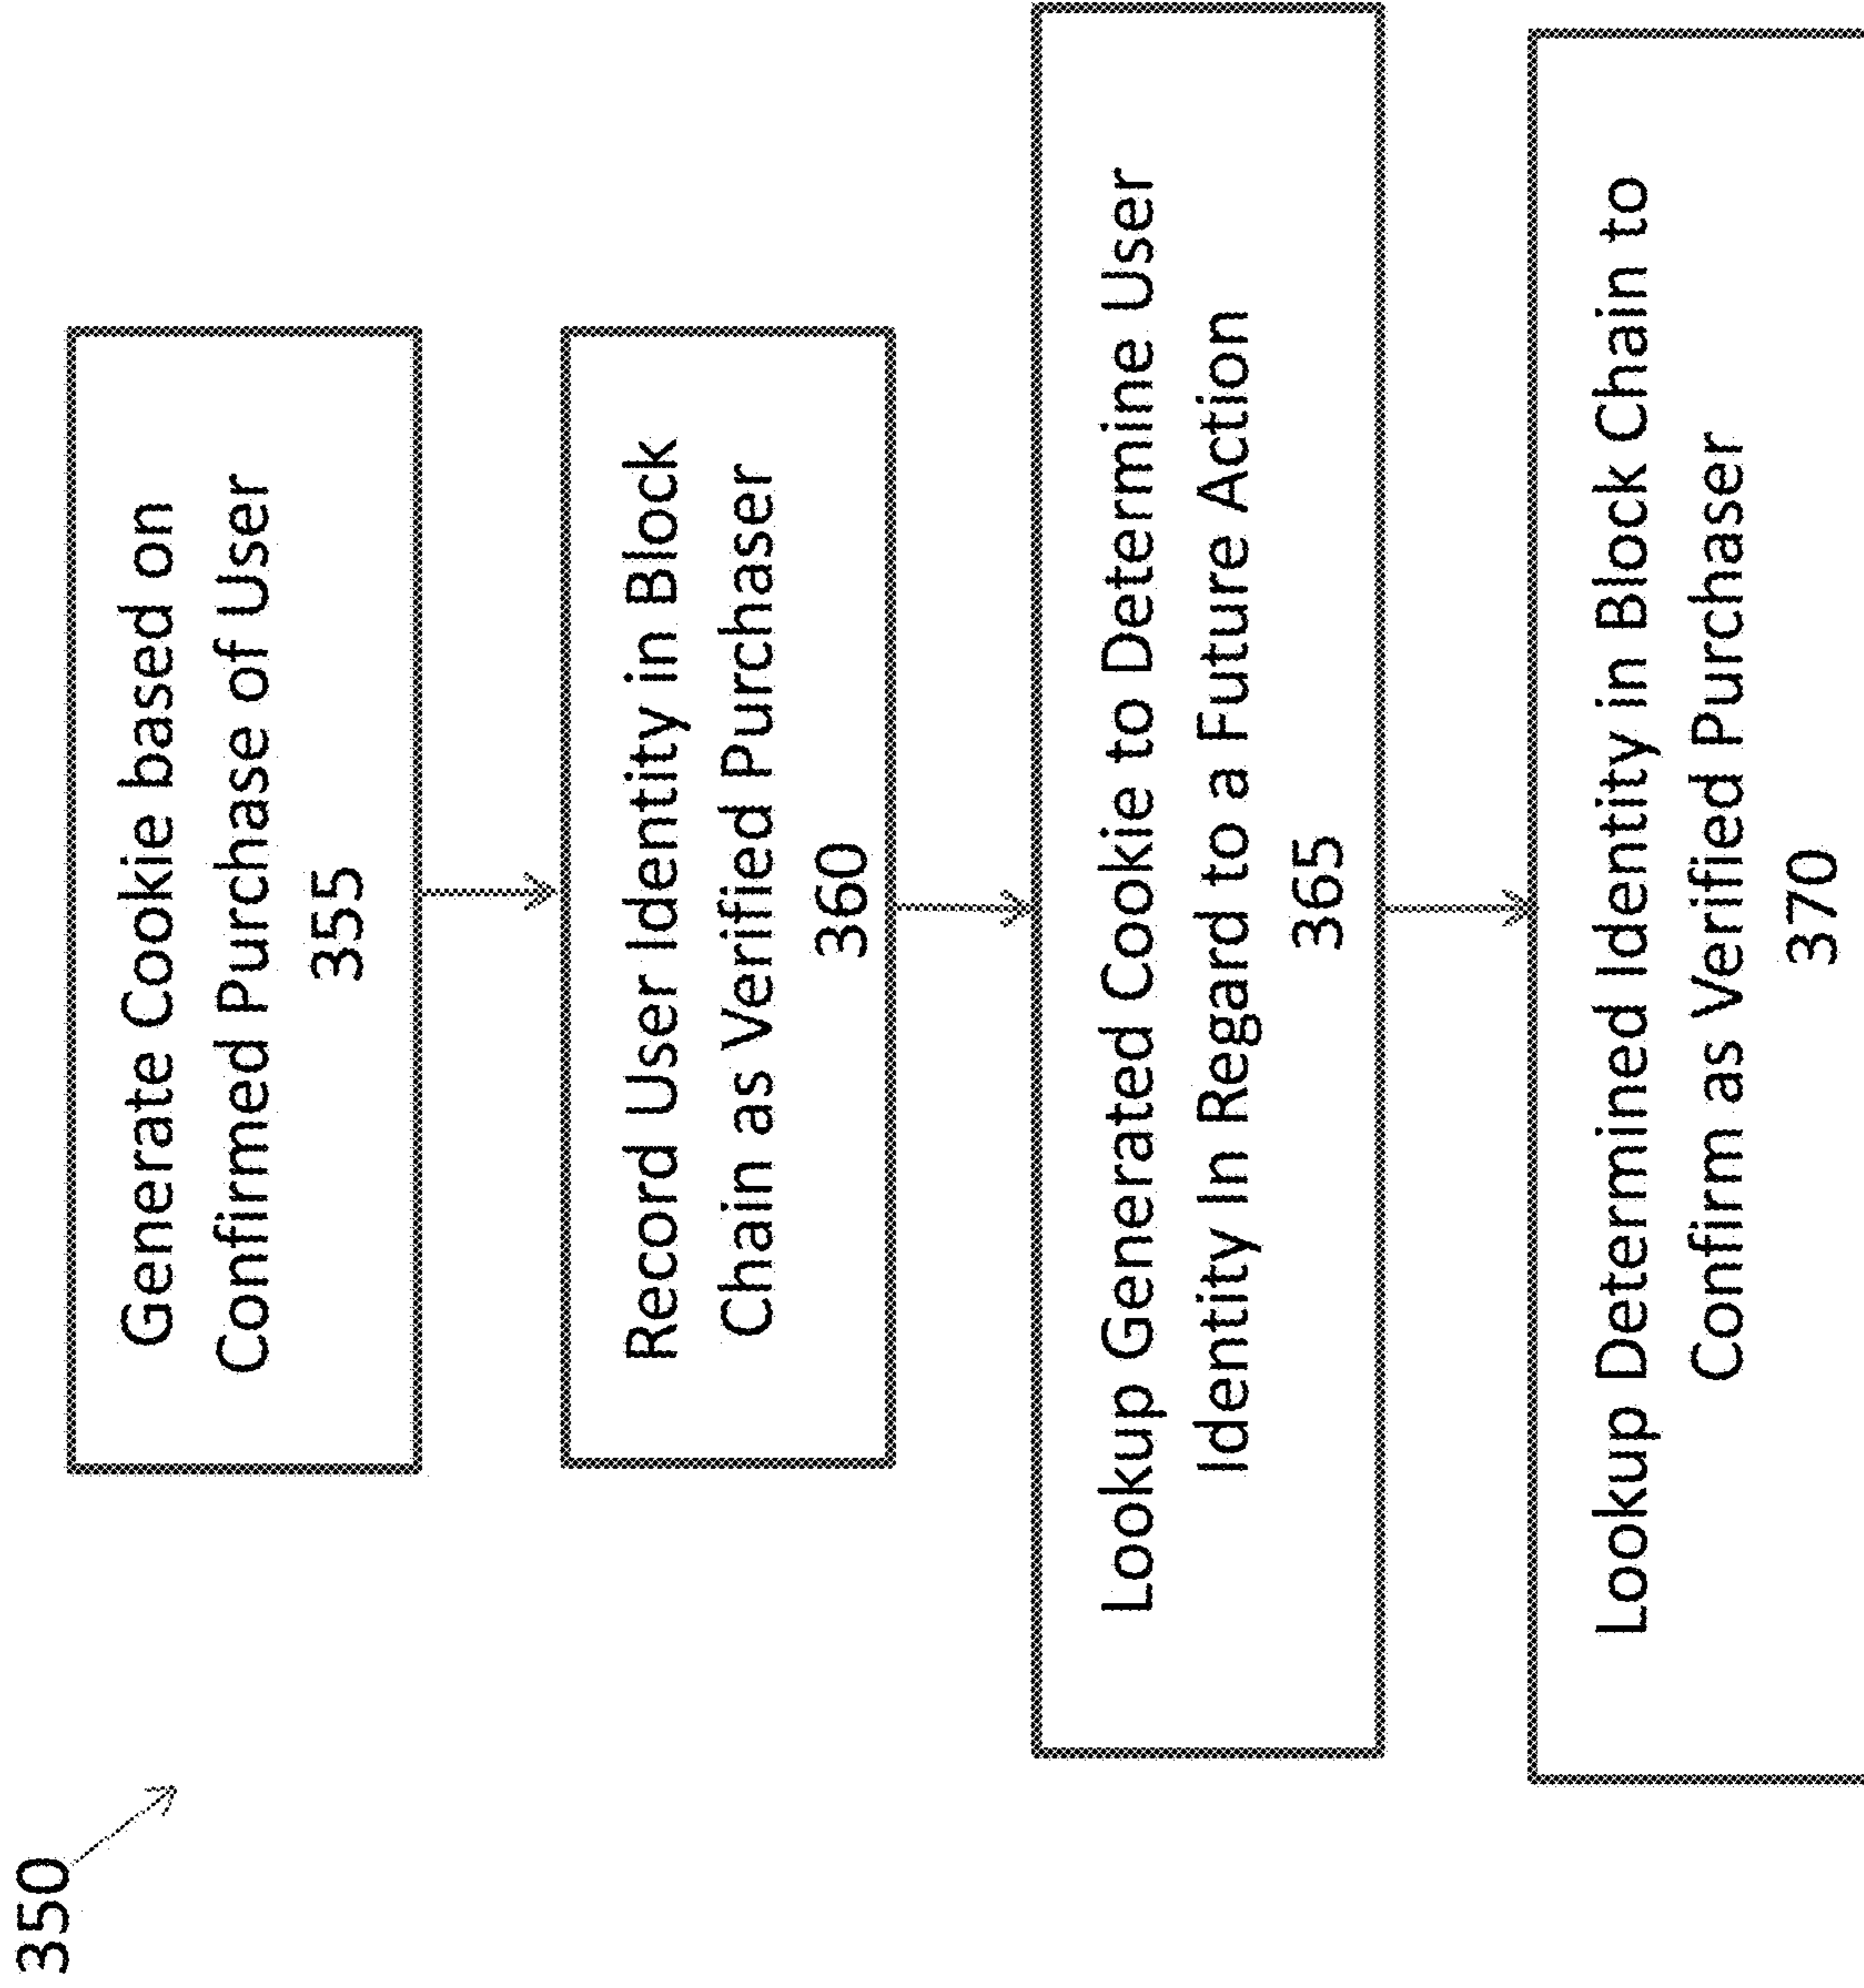 350
Generate Cookie based on
Confirmed Purchase of User
355
Record User Identity in Block
Chain as Verified Purchaser
360
Lookup Generated Cookie to Determine User
Identity In Regard to a Future Action
365
Lookup Determined Identity in Block Chain to
Confirm as Verified Purchaser
370